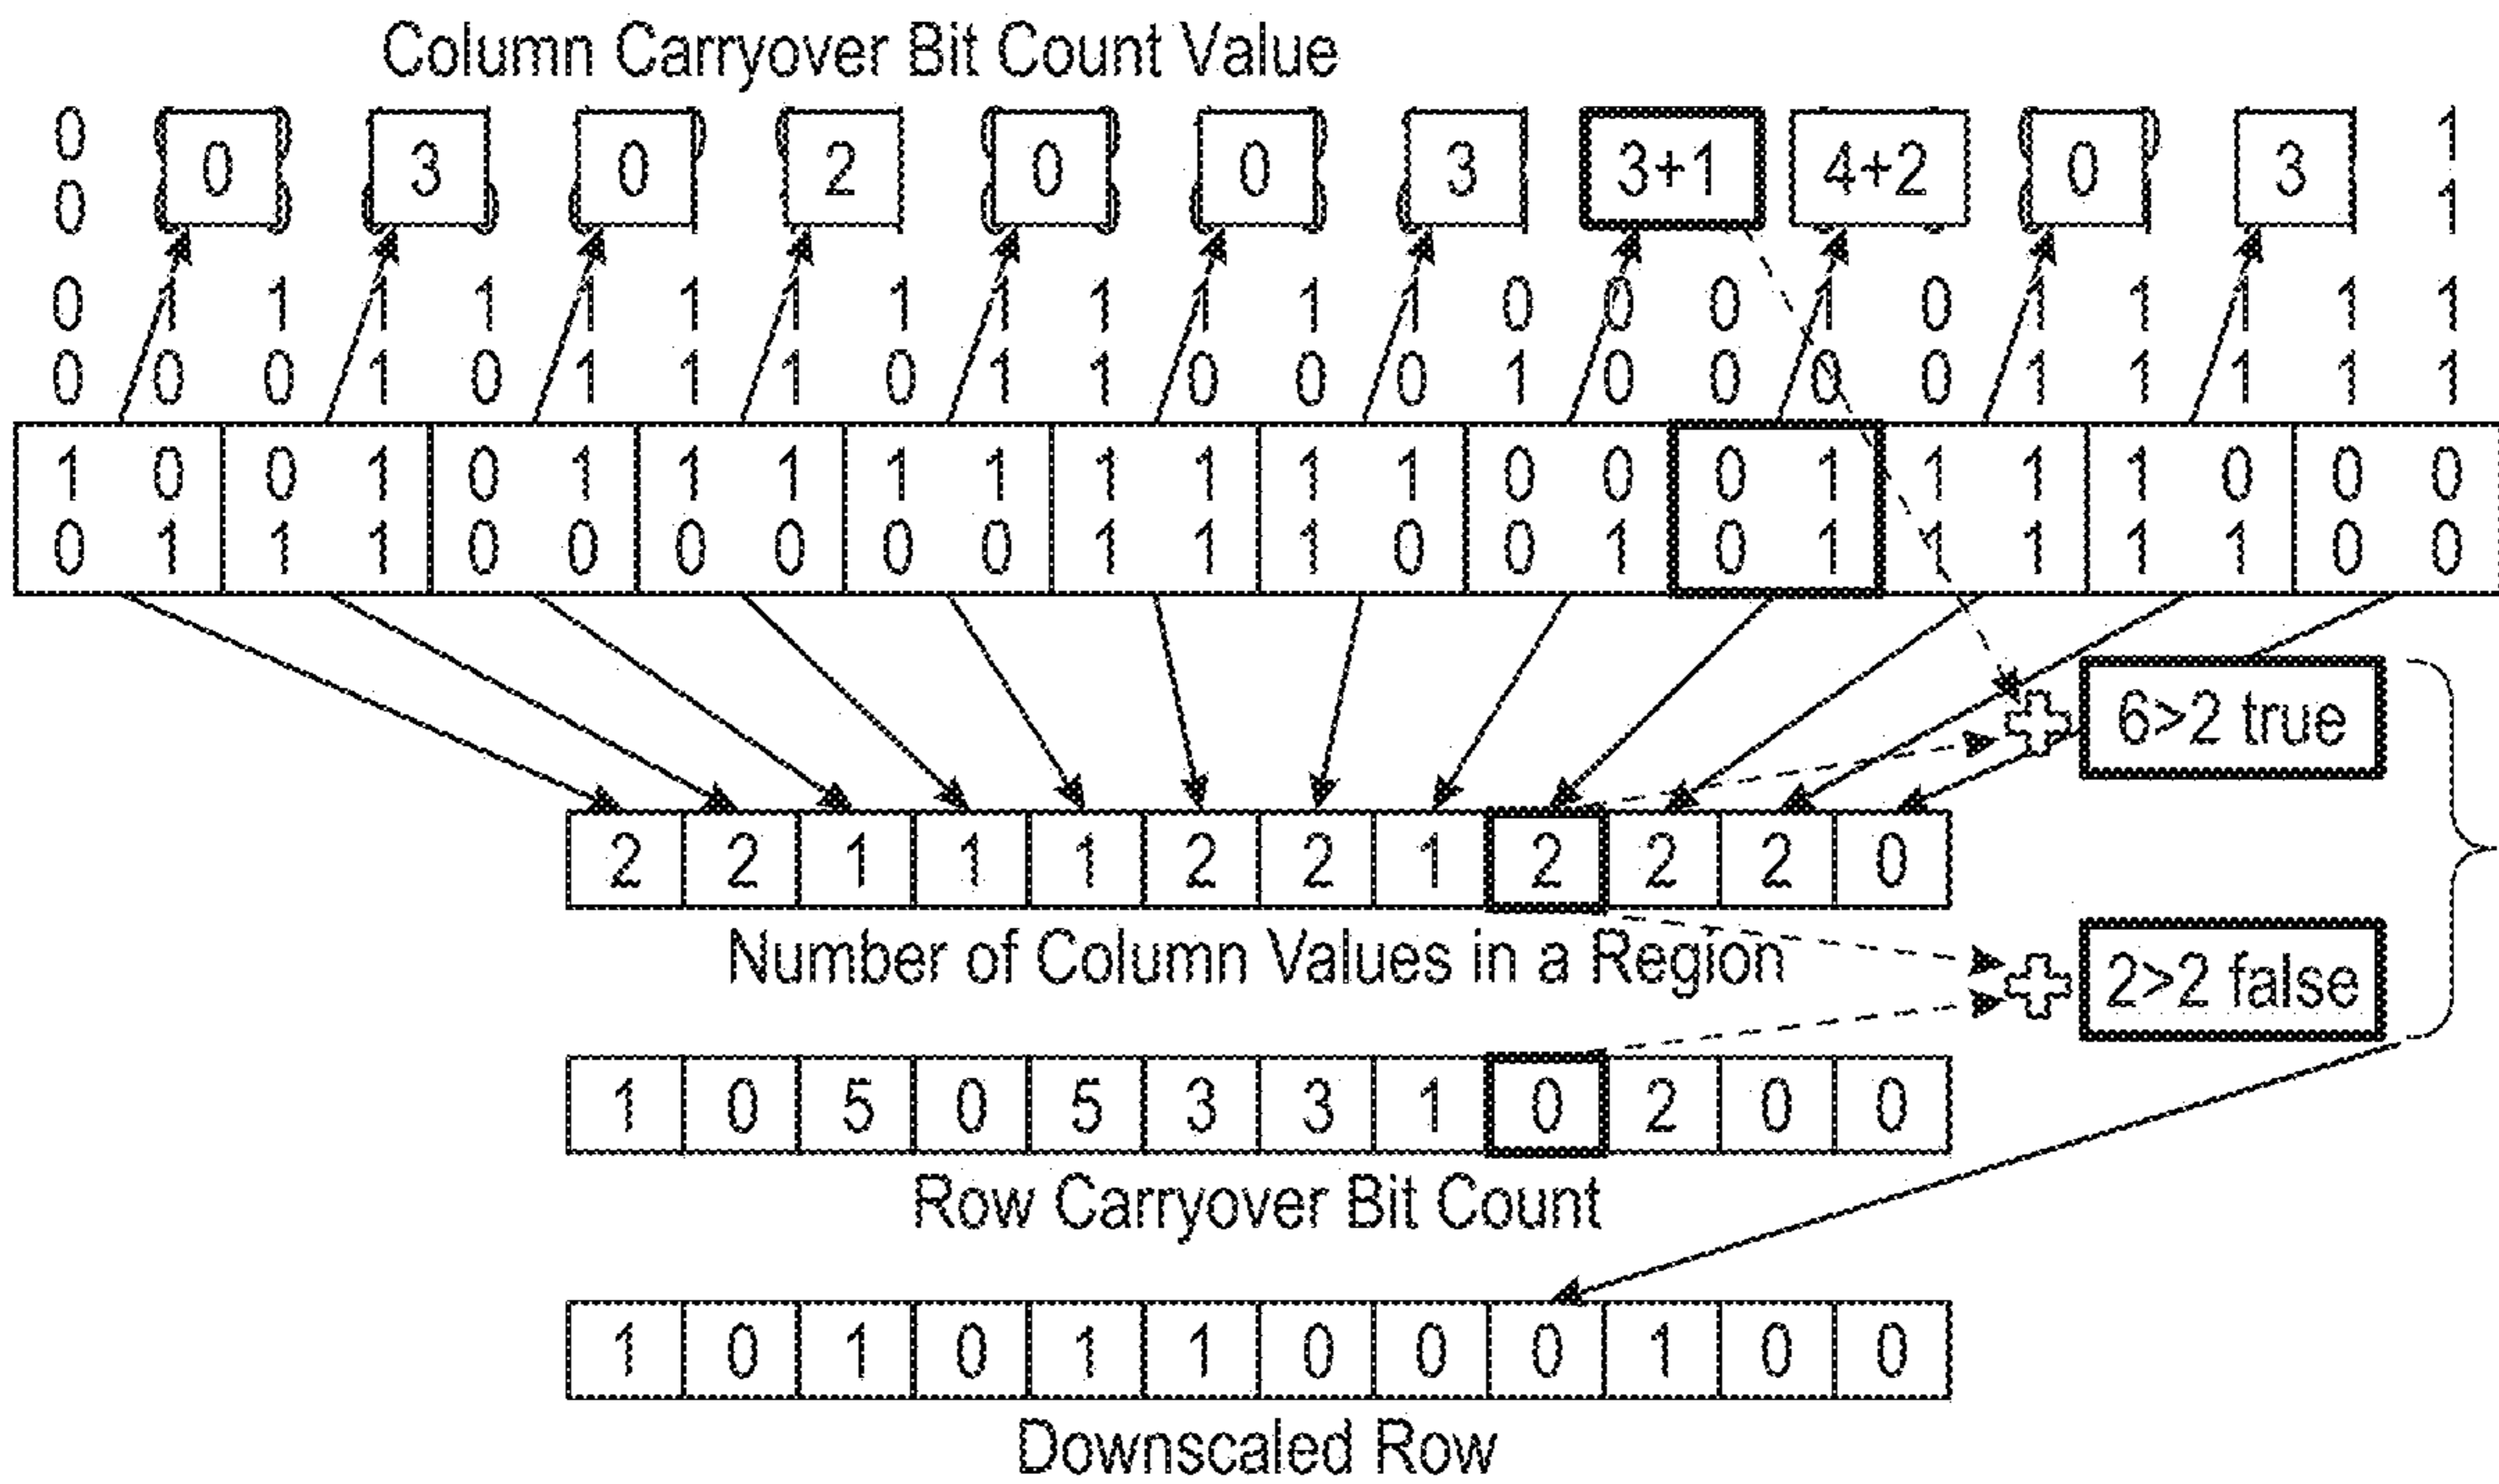 Column Carryover Bit Count Value
0 0 3 0 2 0 0 3 3+1 4+2 0 3 1
0 1
0 1 1 1 1 1 1 1 1 1 1 1 1 1 0 0 0 1 0 1 1 1 1 1
0 0 0 1 0 1 1 1 0 1 1 0 0 0 1 0 0 0 0 1 1 1 1 1
1 0 0 1 0 1 1 1 1 1 1 1 1 1 0 0 0 1 1 1 1 0 0 0
0 1 1 1 0 0 0 0 0 0 1 1 1 0 0 1 0 1 1 1 1 1 0 0
6>2 true
2 2 1 1 1 2 2 1 2 2 2 0
Number of Column Values in a Region
2>2 false
1 0 5 0 5 3 3 1 0 2 0 0
Row Carryover Bit Count
1 0 1 0 1 1 0 0 0 1 0 0
Downscaled Row